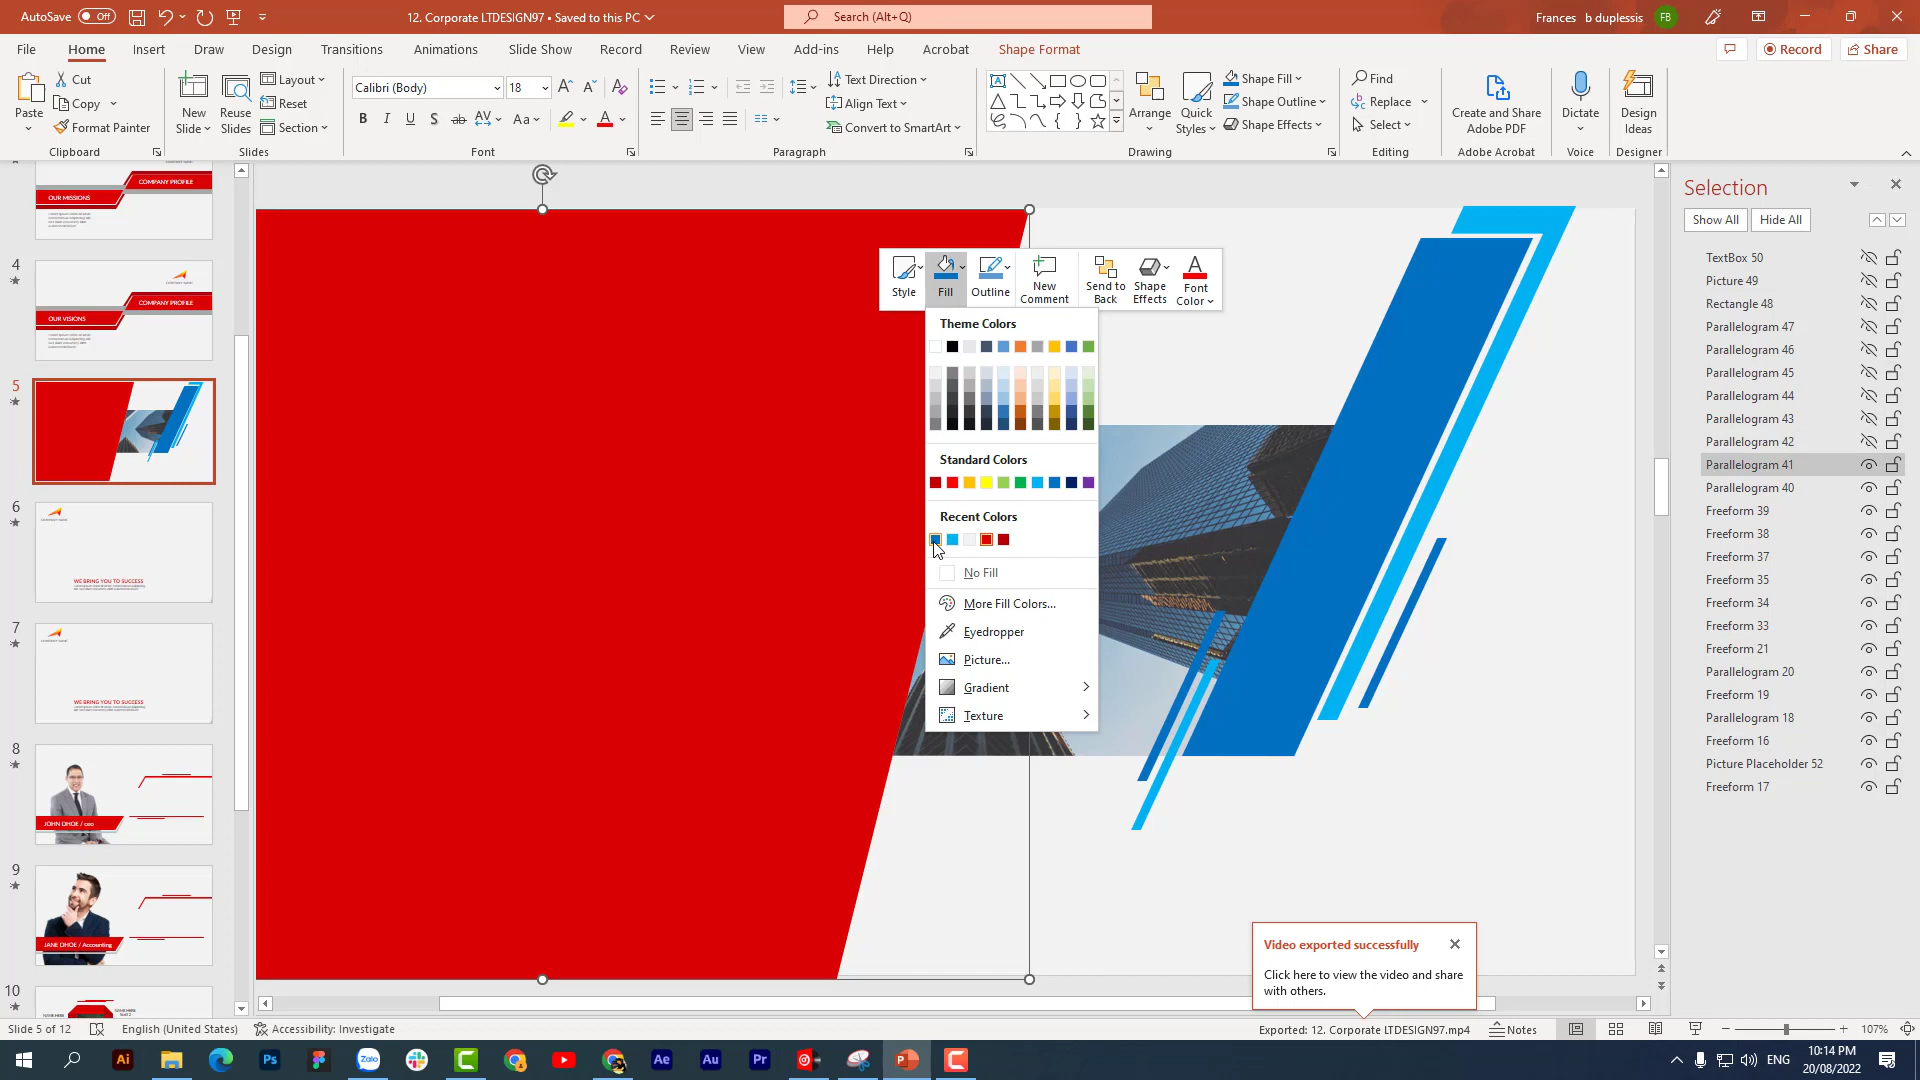 AutoSave Off 12. Corporate LTDESIGN97 • Saved to this PC Search (Alt+Q) Frances b duplessis FB
File Home Insert Draw Design Transitions Animations Slide Show Record Review View Add-ins Help Acrobat Shape Format Record Share
Paste Cut Copy Format Painter
New Slide Reuse Slides Layout Reset Section
Calibri (Body) 18
Text Direction Align Text Convert to SmartArt
Arrange Quick Styles Shape Fill Shape Outline Shape Effects
Find Replace Select
Create and Share Adobe PDF
Dictate
Design Ideas
Clipboard Slides Font Paragraph Drawing Editing Adobe Acrobat Voice Designer
COMPANY PROFILE
OUR MISSIONS
4
COMPANY PROFILE
OUR VISIONS
5
6
WE BRING YOU TO SUCCESS
7
WE BRING YOU TO SUCCESS
8
JOHN DHOE / ceo
9
JANE DHOE / Accounting
10
Style Fill Outline New Comment Send to Back Shape Effects Font Color
Theme Colors
Standard Colors
Recent Colors
No Fill
More Fill Colors...
Eyedropper
Picture...
Gradient
Texture
Selection
Show All Hide All
TextBox 50
Picture 49
Rectangle 48
Parallelogram 47
Parallelogram 46
Parallelogram 45
Parallelogram 44
Parallelogram 43
Parallelogram 42
Parallelogram 41
Parallelogram 40
Freeform 39
Freeform 38
Freeform 37
Freeform 35
Freeform 34
Freeform 33
Freeform 21
Parallelogram 20
Freeform 19
Parallelogram 18
Freeform 16
Picture Placeholder 52
Freeform 17
Video exported successfully
Click here to view the video and share
with others.
Slide 5 of 12 English (United States) Accessibility: Investigate Exported: 12. Corporate LTDESIGN97.mp4 Notes 107%
ENG 10:14 PM
20/08/2022